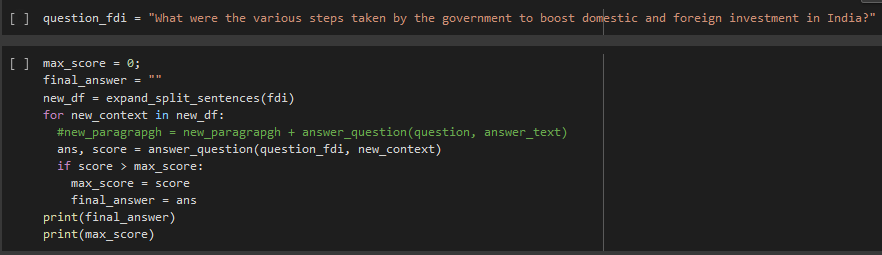 [ ] question_fdi = "What were the various steps taken by the government to boost domestic and foreign investment in India?"
[ ] max_score = 0;
final_answer = ""
new_df = expand_split_sentences(fdi)
for new_context in new_df:
  #new_paragrapgh = new_paragrapgh + answer_question(question, answer_text)
  ans, score = answer_question(question_fdi, new_context)
  if score > max_score:
    max_score = score
    final_answer = ans
print(final_answer)
print(max_score)